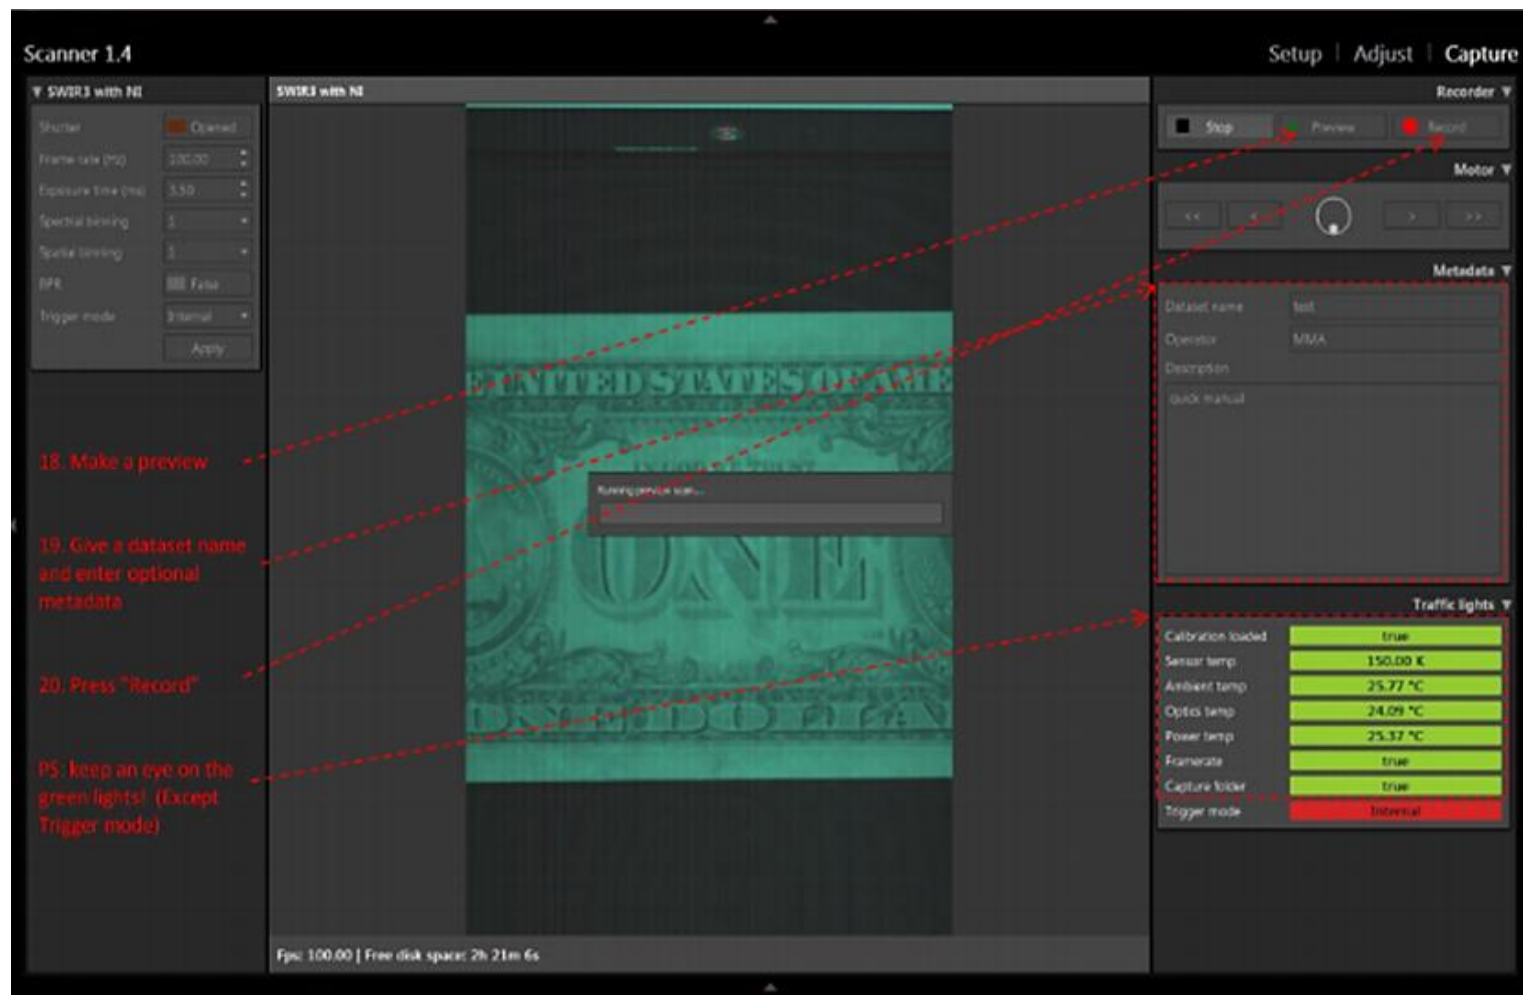 Scanner 1.4
Setup | Adjust | Capture
SWIR3 with NI
Shutter Opened
Frame rate (Hz) 100.00
Exposure time (ms) 3.50
Spectral binning 1
Spatial binning 1
BPR False
Trigger mode Internal
Apply
18. Make a preview
19. Give a dataset name
and enter optional
metadata
20. Press "Record"
PS: keep an eye on the
green lights! (Except
Trigger mode)
SWIR3 with NI
E UNITED STATES OF AME
IN GOD WE TRUST
Running preview scan...
ONE
ONE DOLLAR
Fps: 100.00 | Free disk space: 2h 21m 6s
Recorder
Stop Preview Record
Motor
<< < > >>
Metadata
Dataset name test
Operator MMA
Description
quick manual
Traffic lights
Calibration loaded true
Sensor temp 150.00 K
Ambient temp 25.77 °C
Optics temp 24.09 °C
Power temp 25.37 °C
Framerate true
Capture folder true
Trigger mode Internal